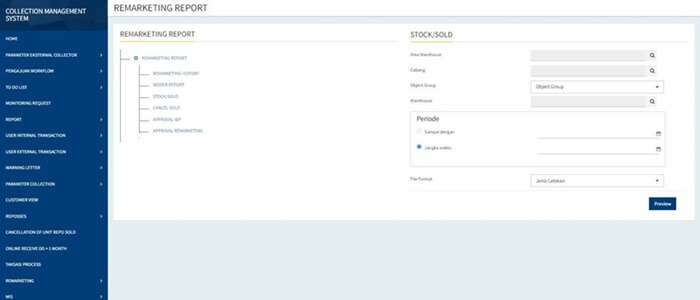 COLLECTION MANAGEMENT
SYSTEM
HOME
PARAMETER EKSTERNAL COLLECTOR
PENGAJUAN WORKFLOW
TO DO LIST
MONITORING REQUEST
REPORT
USER INTERNAL TRANSACTION
USER EXTERNAL TRANSACTION
WARNING LETTER
PARAMETER COLLECTION
CUSTOMER VIEW
REPOSSES
CANCELLATION OF UNIT REPO SOLD
ONLINE RECEIVE OD > 3 MONTH
TAKSASI PROCESS
REMARKETING
MIS
REMARKETING REPORT
REMARKETING REPORT
REMARKETING REPORT
REMARKETING HISTORY
BIDDER REPORT
STOCK/SOLD
CANCEL SOLD
APPROVAL BEP
APPROVAL REMARKETING
STOCK/SOLD
Area Warehouse
Cabang
Object Group
Object Group
Warehouse
Periode
Sampai dengan
Jangka waktu
File Format
Jenis Cetakan
Preview